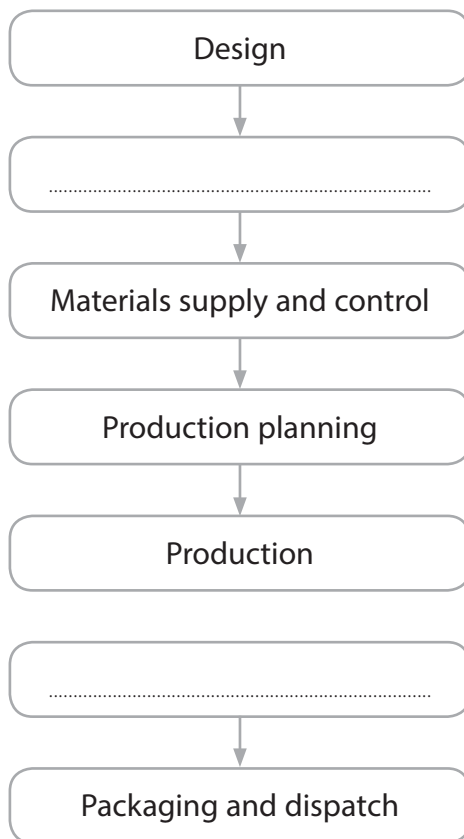 Design
................................................................................
Materials supply and control
Production planning
Production
................................................................................
Packaging and dispatch